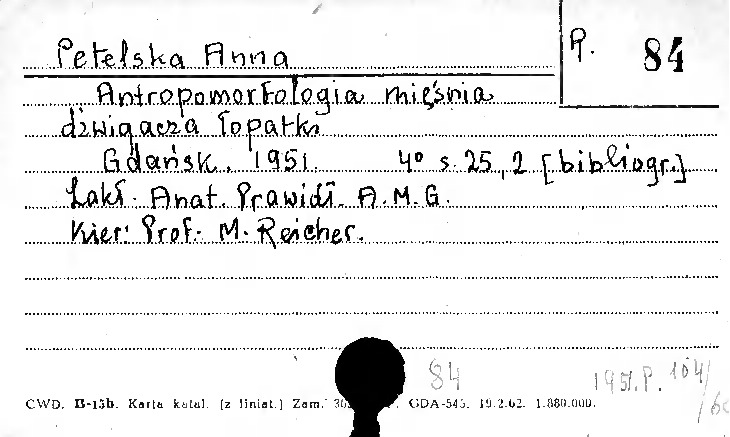 Petelska Anna
R. 84
Antropomorfologia mięśnia
dźwigacza łopatki
Gdańsk. 1951. 4° s. 25, 2 [bibliogr.]
Zakł. Anat. Prawidł. A.M.G.
Kier: Prof. M. Reicher.
84 1951.P. 104/
CWD. B-15b. Karta katal. (z liniat.) Zam. GDA-545. 19.2.62. 1.880.000.